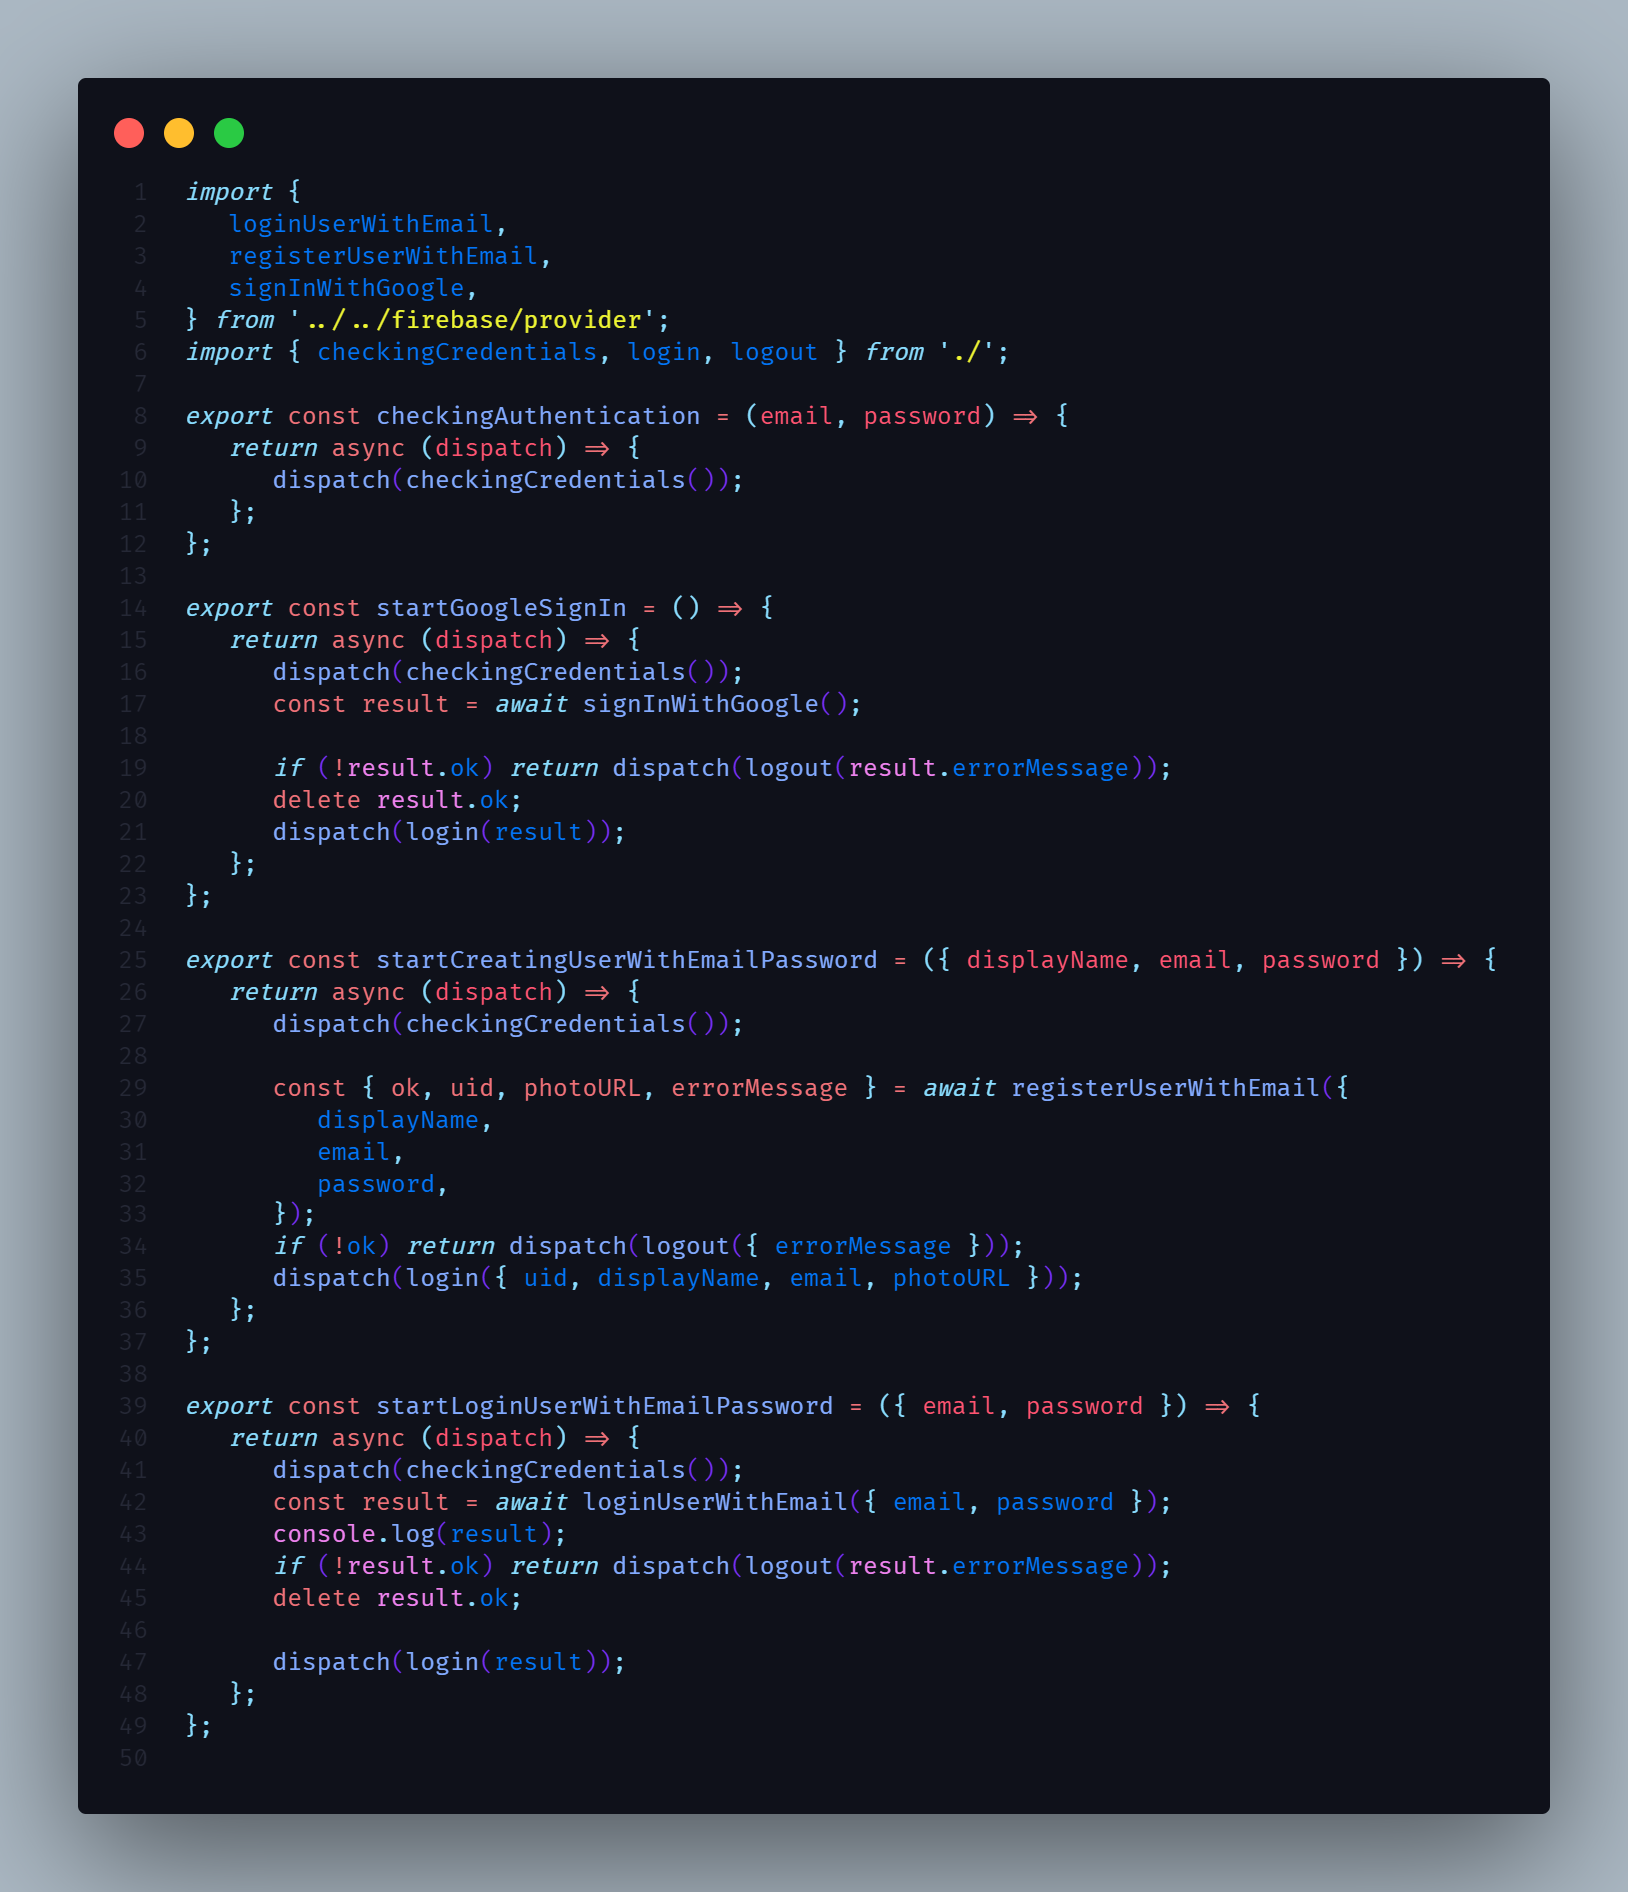 1 import {
2    loginUserWithEmail,
3    registerUserWithEmail,
4    signInWithGoogle,
5 } from '../../firebase/provider';
6 import { checkingCredentials, login, logout } from './';
7
8 export const checkingAuthentication = (email, password) => {
9    return async (dispatch) => {
10       dispatch(checkingCredentials());
11    };
12 };
13
14 export const startGoogleSignIn = () => {
15    return async (dispatch) => {
16       dispatch(checkingCredentials());
17       const result = await signInWithGoogle();
18
19       if (!result.ok) return dispatch(logout(result.errorMessage));
20       delete result.ok;
21       dispatch(login(result));
22    };
23 };
24
25 export const startCreatingUserWithEmailPassword = ({ displayName, email, password }) => {
26    return async (dispatch) => {
27       dispatch(checkingCredentials());
28
29       const { ok, uid, photoURL, errorMessage } = await registerUserWithEmail({
30          displayName,
31          email,
32          password,
33       });
34       if (!ok) return dispatch(logout({ errorMessage }));
35       dispatch(login({ uid, displayName, email, photoURL }));
36    };
37 };
38
39 export const startLoginUserWithEmailPassword = ({ email, password }) => {
40    return async (dispatch) => {
41       dispatch(checkingCredentials());
42       const result = await loginUserWithEmail({ email, password });
43       console.log(result);
44       if (!result.ok) return dispatch(logout(result.errorMessage));
45       delete result.ok;
46
47       dispatch(login(result));
48    };
49 };
50